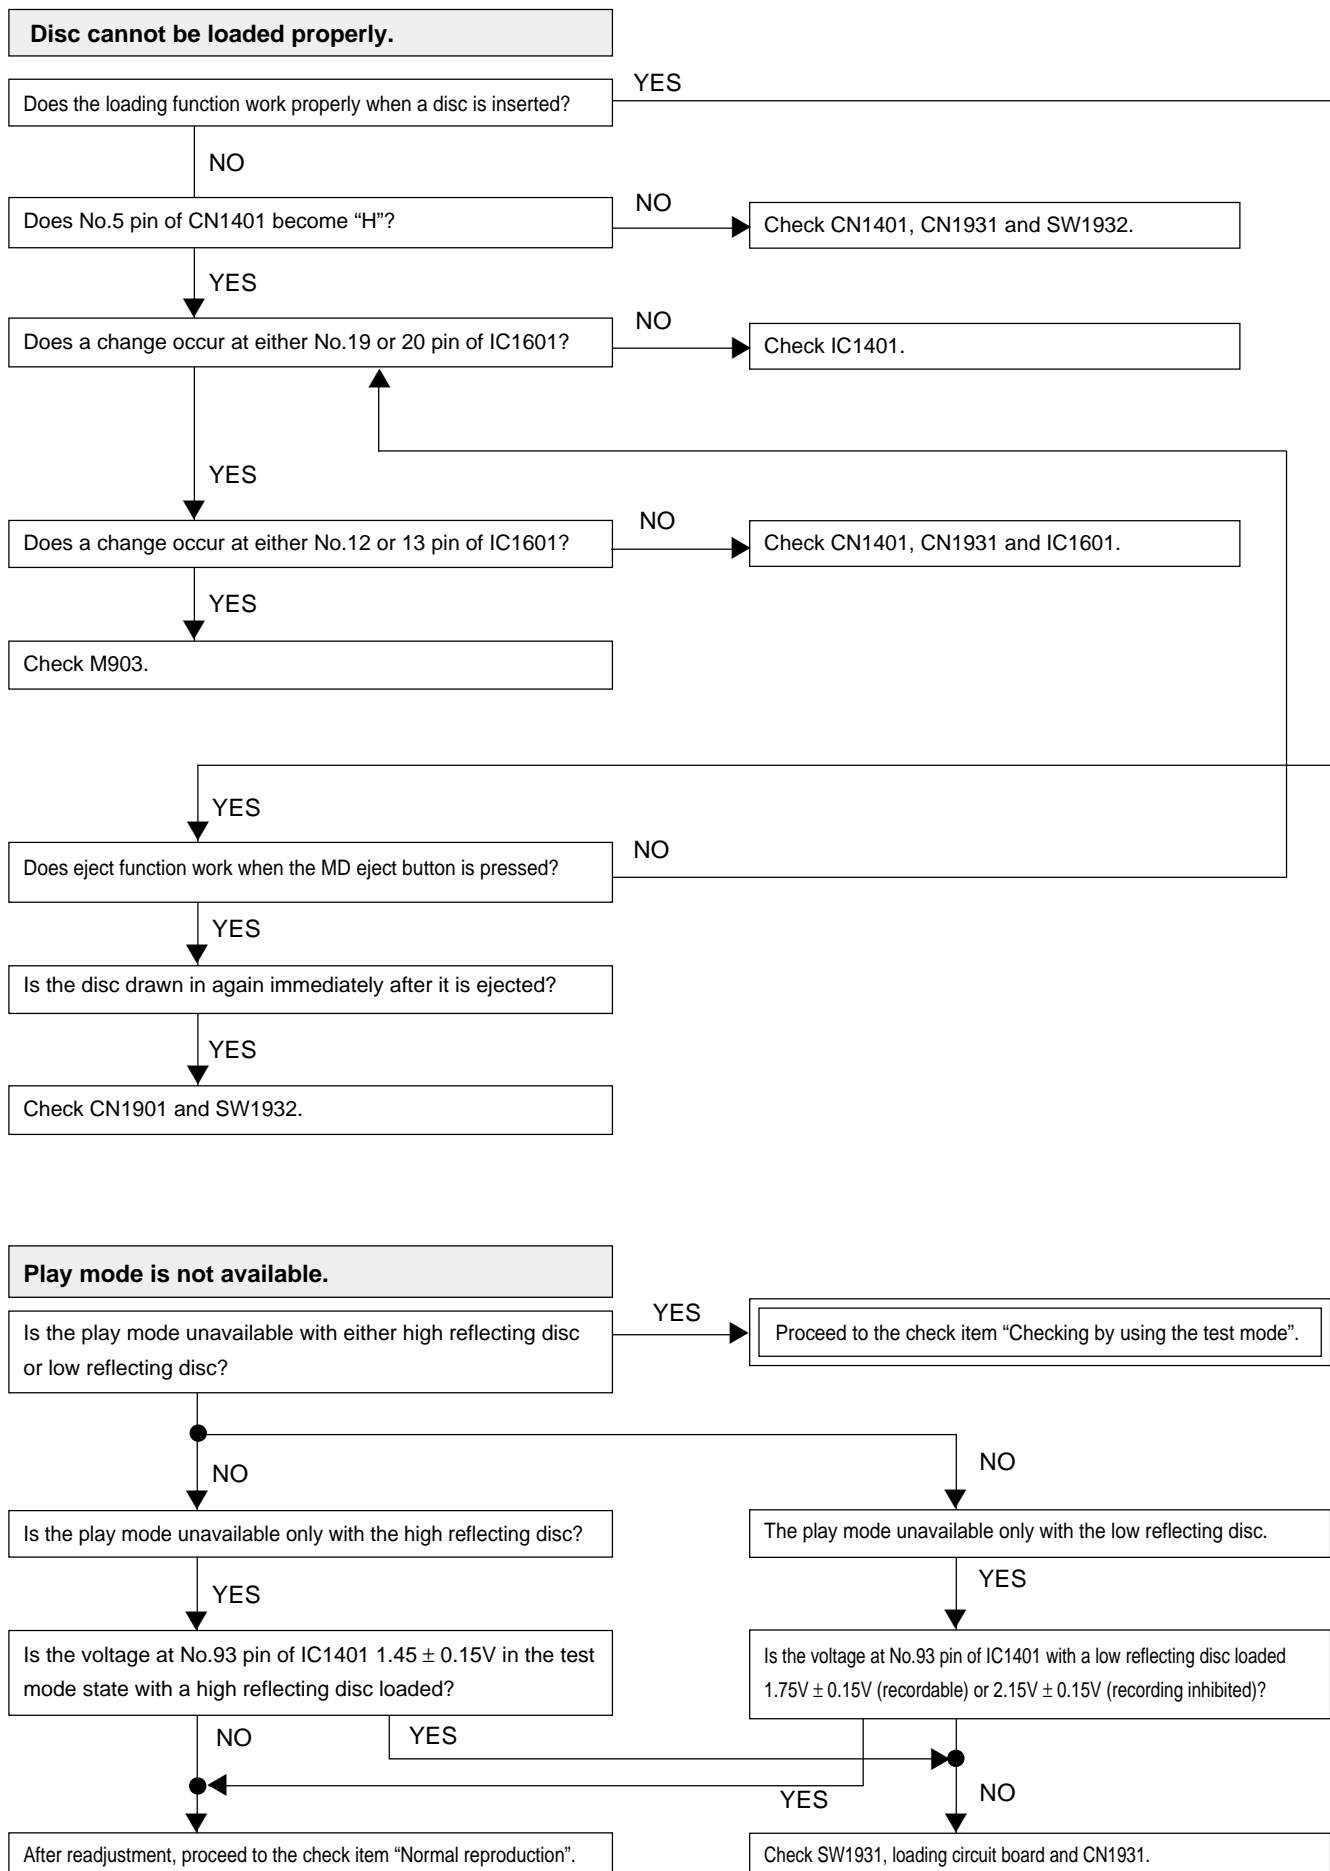 Disc cannot be loaded properly.
Does the loading function work properly when a disc is inserted?
YES
NO
Does No.5 pin of CN1401 become “H”?
NO
Check CN1401, CN1931 and SW1932.
YES
Does a change occur at either No.19 or 20 pin of IC1601?
NO
Check IC1401.
YES
Does a change occur at either No.12 or 13 pin of IC1601?
NO
Check CN1401, CN1931 and IC1601.
YES
Check M903.
YES
Does eject function work when the MD eject button is pressed?
NO
YES
Is the disc drawn in again immediately after it is ejected?
YES
Check CN1901 and SW1932.
Play mode is not available.
Is the play mode unavailable with either high reflecting disc
or low reflecting disc?
YES
Proceed to the check item “Checking by using the test mode”.
NO
NO
Is the play mode unavailable only with the high reflecting disc?
The play mode unavailable only with the low reflecting disc.
YES
YES
Is the voltage at No.93 pin of IC1401 1.45 ± 0.15V in the test
mode state with a high reflecting disc loaded?
Is the voltage at No.93 pin of IC1401 with a low reflecting disc loaded
1.75V ± 0.15V (recordable) or 2.15V ± 0.15V (recording inhibited)?
NO
YES
YES
NO
After readjustment, proceed to the check item “Normal reproduction”.
Check SW1931, loading circuit board and CN1931.